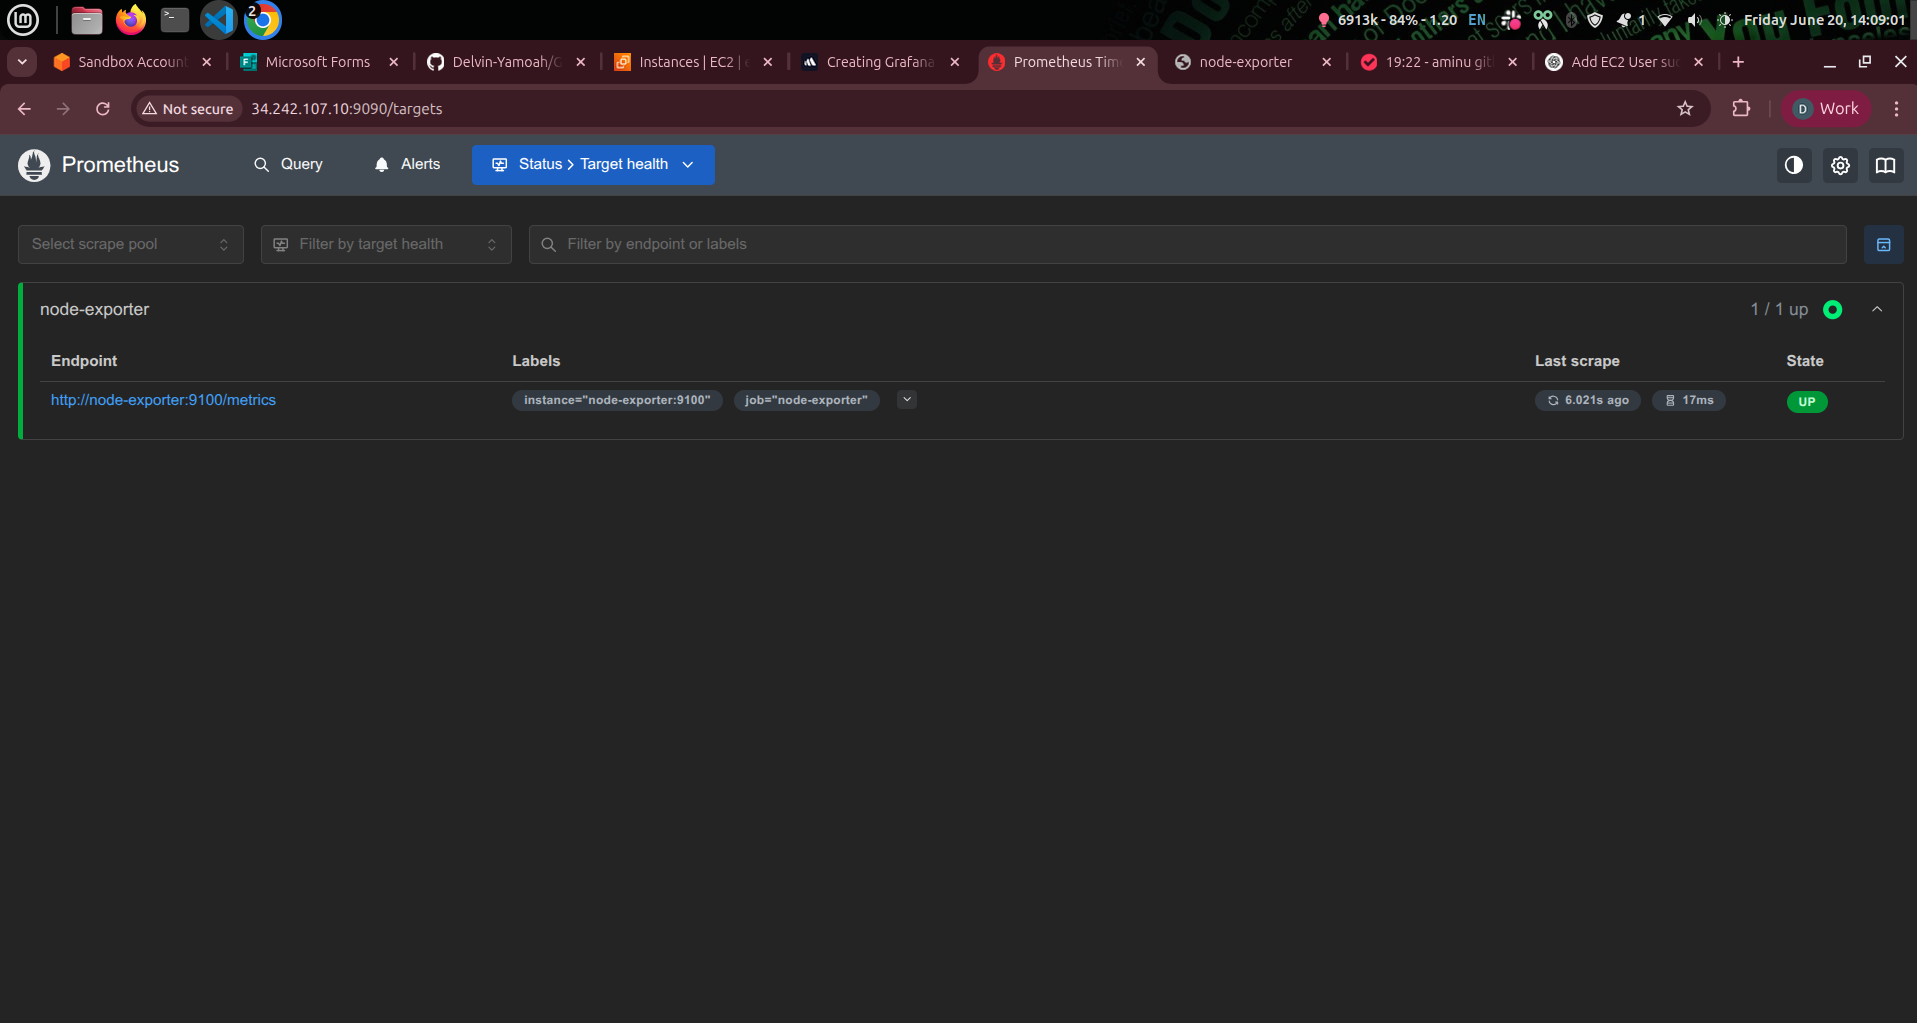 6913k - 84% - 1.20 EN 1 Friday June 20, 14:09:01
2
Sandbox Account Microsoft Forms Delvin-Yamoah/G Instances | EC2 | e Creating Grafana Prometheus Tim node-exporter 19:22 - aminu git Add EC2 User suc
Not secure 34.242.107.10:9090/targets D Work
Prometheus Query Alerts Status > Target health
Select scrape pool Filter by target health Filter by endpoint or labels
node-exporter 1 / 1 up
Endpoint Labels Last scrape State
http://node-exporter:9100/metrics instance="node-exporter:9100" job="node-exporter" 6.021s ago 17ms UP